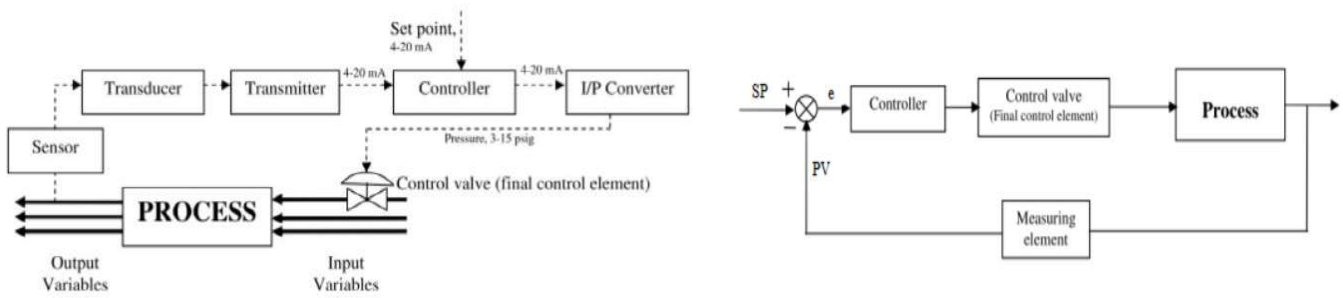 Set point,
4-20 mA
Transducer
Transmitter
4-20 mA
Controller
4-20 mA
I/P Converter
Pressure, 3-15 psig
Sensor
Control valve (final control element)
PROCESS
Output
Variables
Input
Variables
SP
+
e
Controller
Control valve
(Final control element)
Process
−
PV
Measuring
element